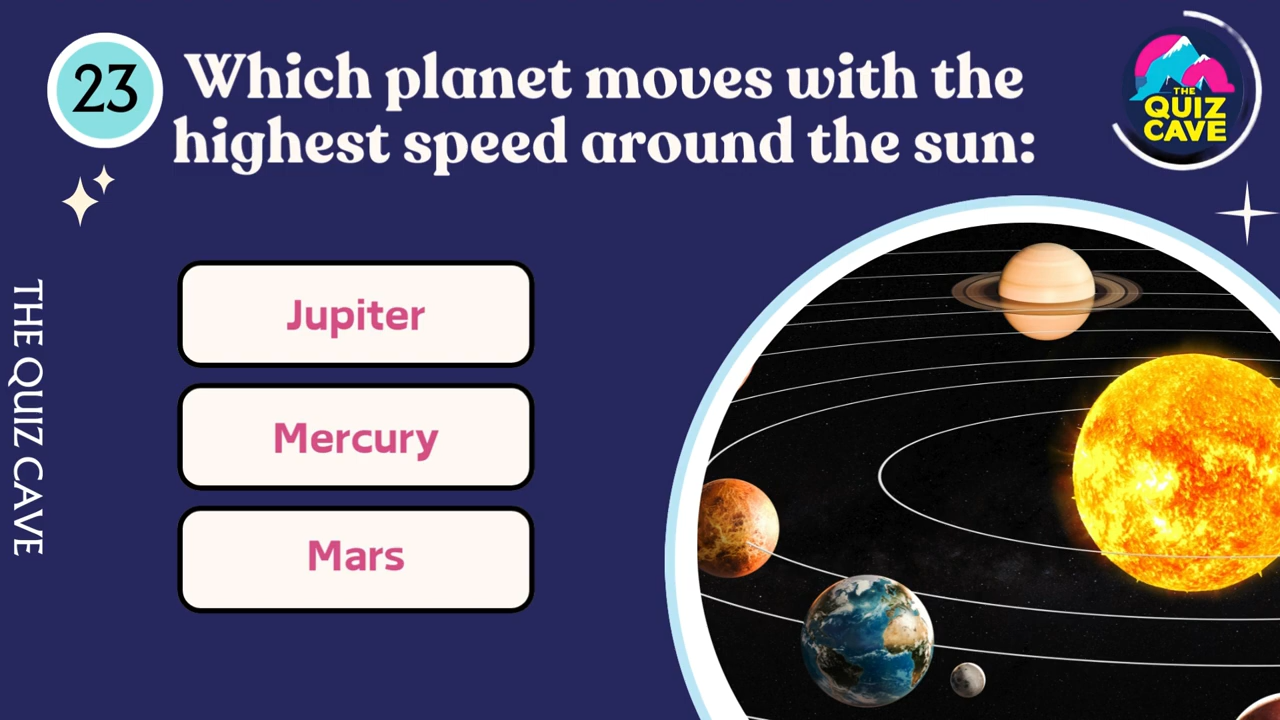 23
Which planet moves with the
highest speed around the sun:
THE
QUIZ
CAVE
THE QUIZ CAVE
Jupiter
Mercury
Mars